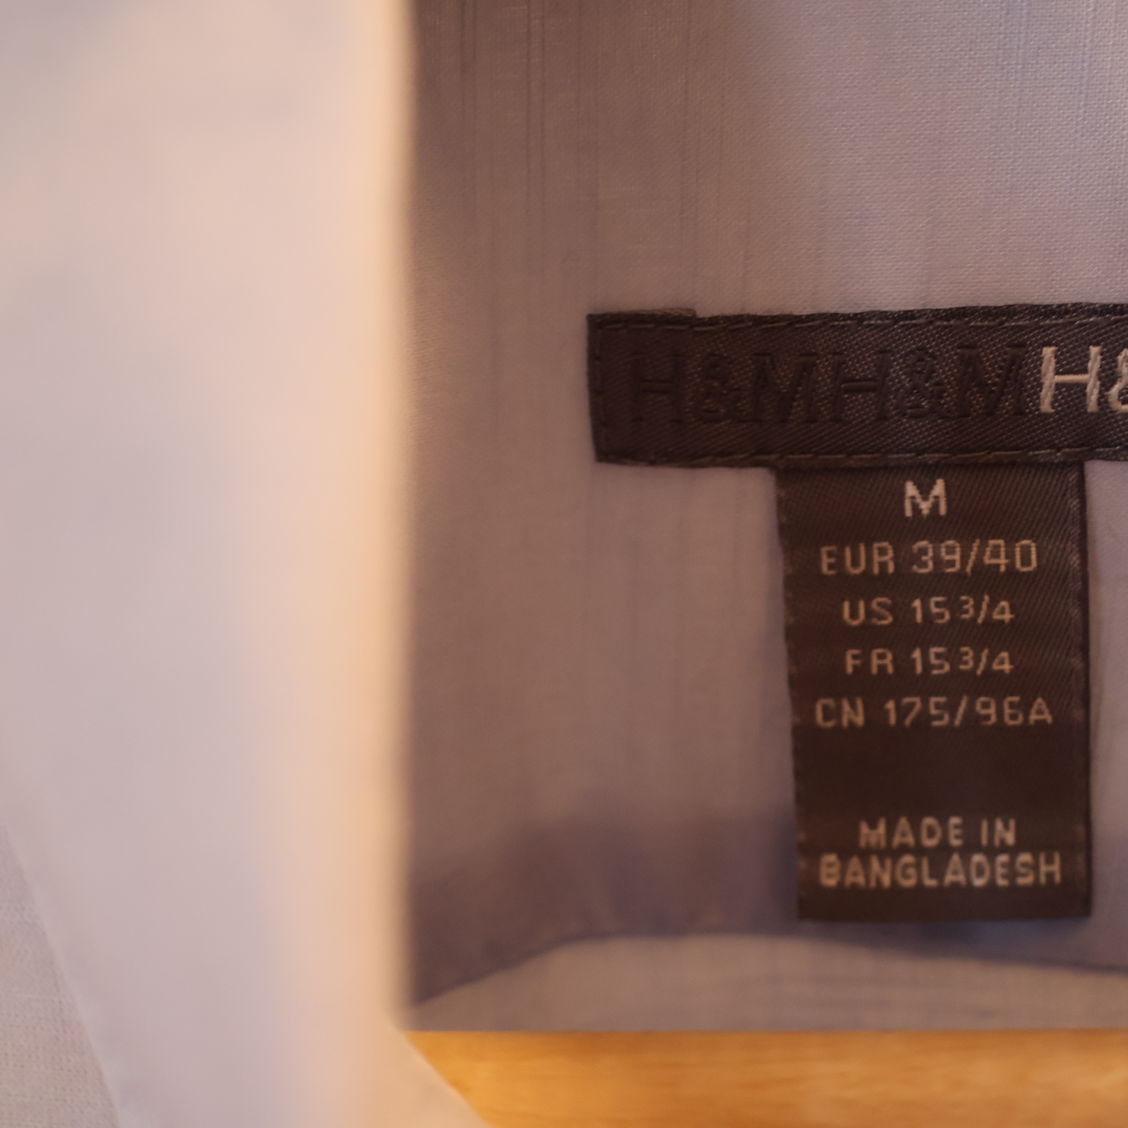 H&MH&MH&
M
EUR 39/40
US 15 3/4
FR 15 3/4
CN 175/96A
MADE IN
BANGLADESH